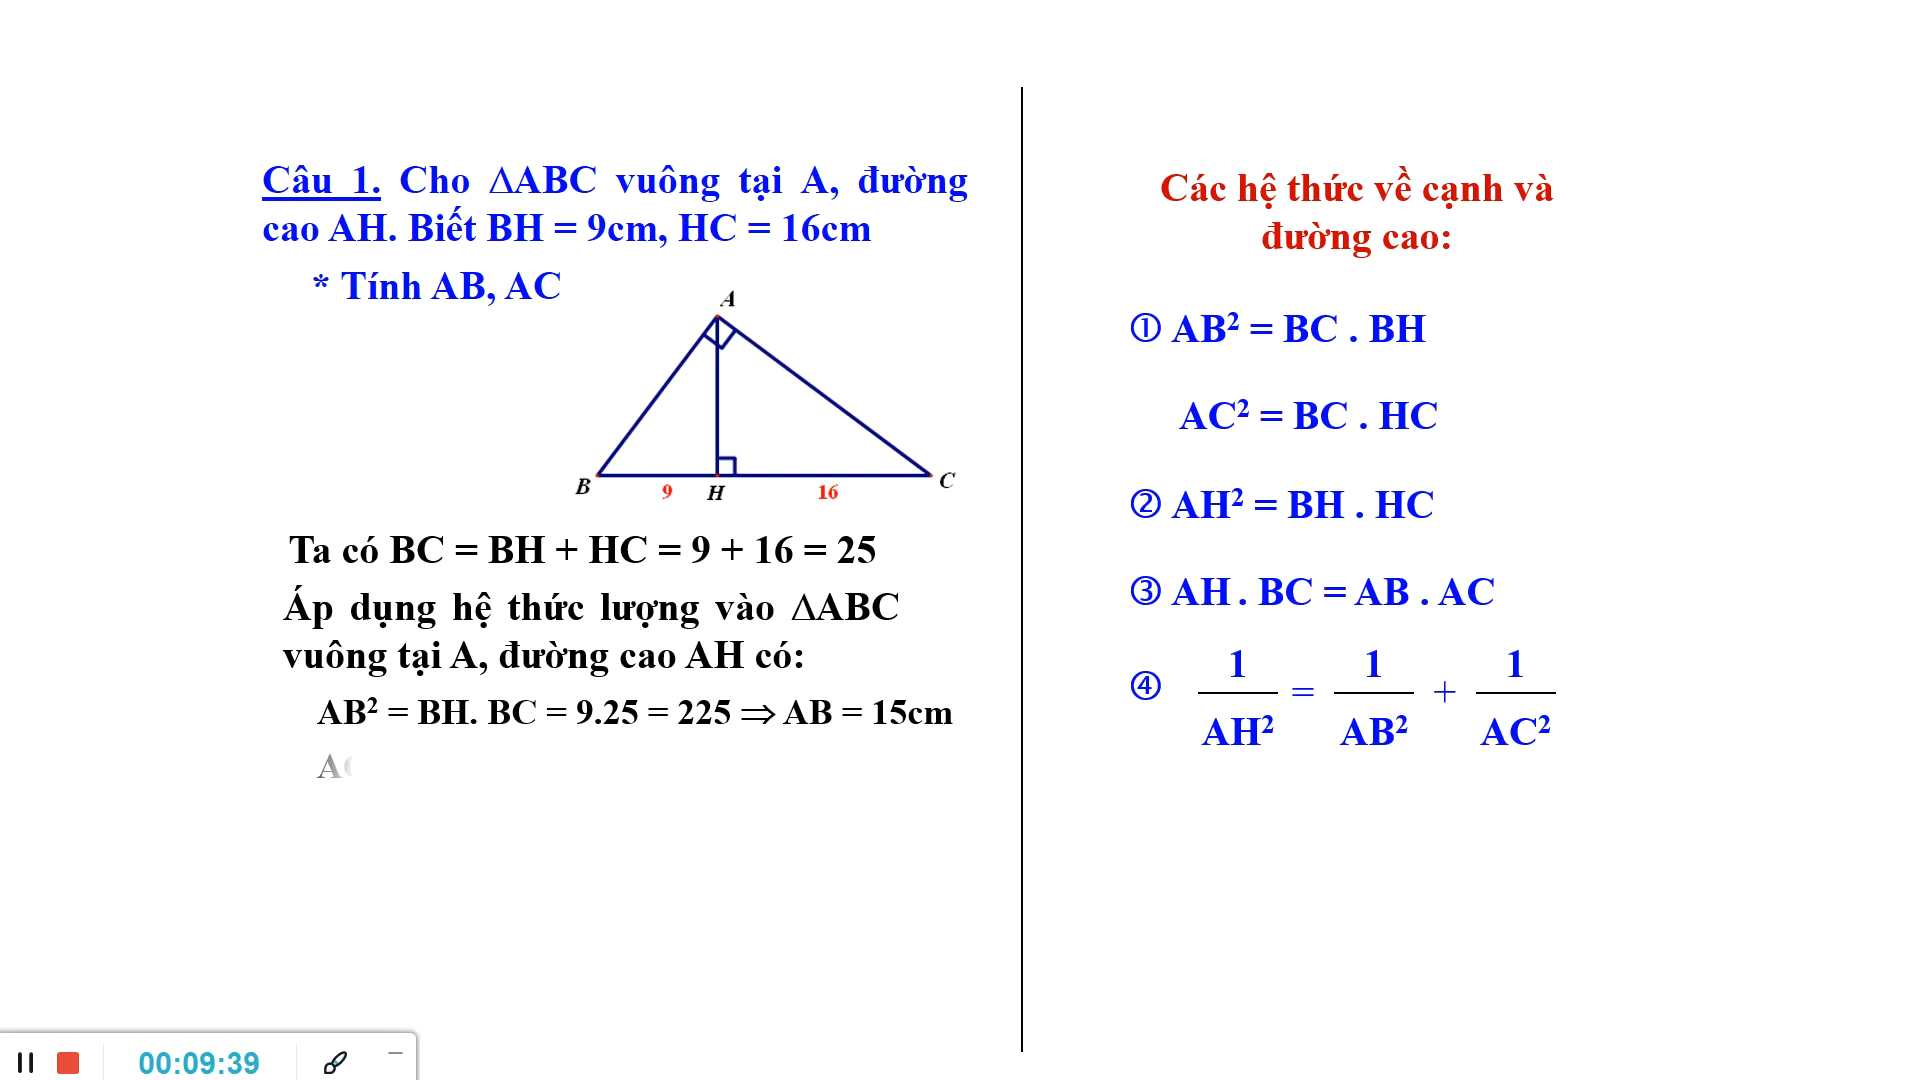 Câu 1. Cho ∆ABC vuông tại A, đường
cao AH. Biết BH = 9cm, HC = 16cm
* Tính AB, AC
A
B
9
H
16
C
Ta có BC = BH + HC = 9 + 16 = 25
Áp dụng hệ thức lượng vào ∆ABC
vuông tại A, đường cao AH có:
AB² = BH. BC = 9.25 = 225 ⇒ AB = 15cm
AC
Các hệ thức về cạnh và
đường cao:
① AB² = BC . BH
AC² = BC . HC
② AH² = BH . HC
③ AH . BC = AB . AC
④ 1/AH² = 1/AB² + 1/AC²
00:09:39